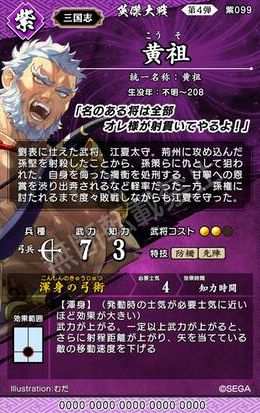 紫
三国志
英傑大戦
第4弾
紫099
こう そ
黄祖
統一名称:黄祖
生没年:不明~208
「名のある将は全部
オレ様が射貫いてやるよ!」
劉表に仕えた武将。江夏太守。荊州に攻め込んだ
孫堅を射殺したことから、孫策らに仇として狙わ
れた。自身を侮った禰衡を処刑する、甘寧への恩
賞を渋り出奔されるなど軽率だった一方、孫権に
討たれるまで度々敗戦しながらも江夏を守った。
兵種 武力 知力 武将コスト
弓兵 7 3 特技 防柵 先陣
こんしんのきゅうじゅつ 必要士気 効果時間
渾身の弓術 4 知力時間
効果範囲
【渾身】(発動時の士気が必要士気に近い
ほど効果が大きい)
武力が上がる。一定以上武力が上がると、
さらに射程距離が上がり、矢を当てている
敵の移動速度を下げる
Illustration:むだ
©SEGA
0000-0000-0000-0000-0000